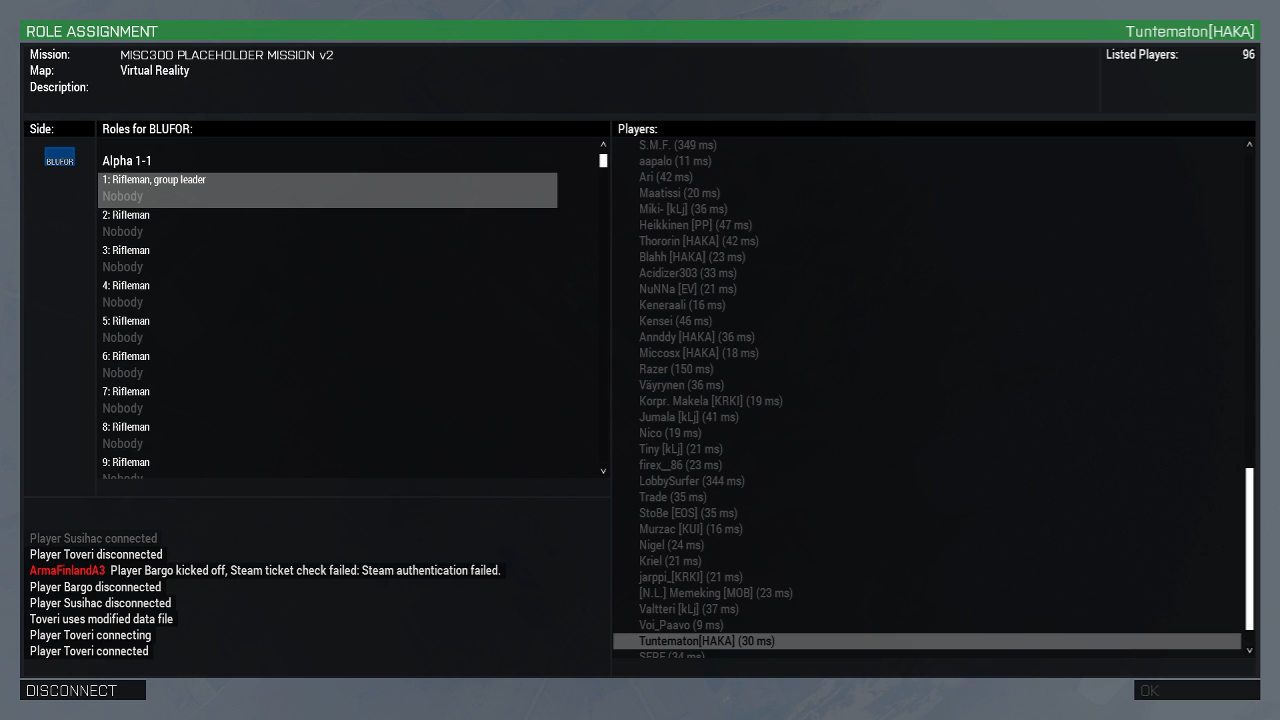 ROLE ASSIGNMENT
Tuntematon[HAKA]
Mission: MISC300 PLACEHOLDER MISSION v2
Listed Players: 96
Map: Virtual Reality
Description:
Side:
BLUFOR
Roles for BLUFOR:
Alpha 1-1
1: Rifleman, group leader
Nobody
2: Rifleman
Nobody
3: Rifleman
Nobody
4: Rifleman
Nobody
5: Rifleman
Nobody
6: Rifleman
Nobody
7: Rifleman
Nobody
8: Rifleman
Nobody
9: Rifleman
Nobody
Players:
S.M.F. (349 ms)
aapalo (11 ms)
Ari (42 ms)
Maatissi (20 ms)
Miki- [kLj] (36 ms)
Heikkinen [PP] (47 ms)
Thororin [HAKA] (42 ms)
Blahh [HAKA] (23 ms)
Acidizer303 (33 ms)
NuNNa [EV] (21 ms)
Keneraali (16 ms)
Kensei (46 ms)
Annddy [HAKA] (36 ms)
Miccosx [HAKA] (18 ms)
Razer (150 ms)
Väyrynen (36 ms)
Korpr. Makela [KRKI] (19 ms)
Jumala [kLj] (41 ms)
Nico (19 ms)
Tiny [kLj] (21 ms)
firex__86 (23 ms)
LobbySurfer (344 ms)
Trade (35 ms)
StoBe [EOS] (35 ms)
Murzac [KUI] (16 ms)
Nigel (24 ms)
Kriel (21 ms)
jarppi_[KRKI] (21 ms)
[N.L.] Memeking [MOB] (23 ms)
Valtteri [kLj] (37 ms)
Voi_Paavo (9 ms)
Tuntematon[HAKA] (30 ms)
Player Susihac connected
Player Toveri disconnected
ArmaFinlandA3 Player Bargo kicked off, Steam ticket check failed: Steam authentication failed.
Player Bargo disconnected
Player Susihac disconnected
Toveri uses modified data file
Player Toveri connecting
Player Toveri connected
DISCONNECT
OK